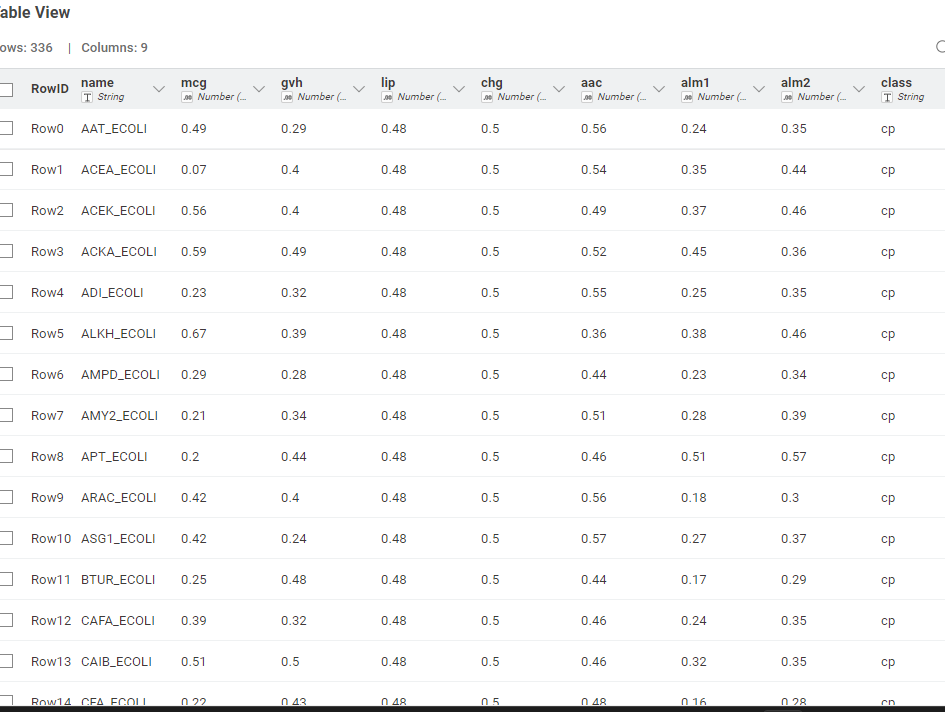 able View
ows: 336 | Columns: 9
RowID name mcg gvh lip chg aac alm1 alm2 class
String Number (... Number (... Number (... Number (... Number (... Number (... Number (... String
Row0 AAT_ECOLI 0.49 0.29 0.48 0.5 0.56 0.24 0.35 cp
Row1 ACEA_ECOLI 0.07 0.4 0.48 0.5 0.54 0.35 0.44 cp
Row2 ACEK_ECOLI 0.56 0.4 0.48 0.5 0.49 0.37 0.46 cp
Row3 ACKA_ECOLI 0.59 0.49 0.48 0.5 0.52 0.45 0.36 cp
Row4 ADI_ECOLI 0.23 0.32 0.48 0.5 0.55 0.25 0.35 cp
Row5 ALKH_ECOLI 0.67 0.39 0.48 0.5 0.36 0.38 0.46 cp
Row6 AMPD_ECOLI 0.29 0.28 0.48 0.5 0.44 0.23 0.34 cp
Row7 AMY2_ECOLI 0.21 0.34 0.48 0.5 0.51 0.28 0.39 cp
Row8 APT_ECOLI 0.2 0.44 0.48 0.5 0.46 0.51 0.57 cp
Row9 ARAC_ECOLI 0.42 0.4 0.48 0.5 0.56 0.18 0.3 cp
Row10 ASG1_ECOLI 0.42 0.24 0.48 0.5 0.57 0.27 0.37 cp
Row11 BTUR_ECOLI 0.25 0.48 0.48 0.5 0.44 0.17 0.29 cp
Row12 CAFA_ECOLI 0.39 0.32 0.48 0.5 0.46 0.24 0.35 cp
Row13 CAIB_ECOLI 0.51 0.5 0.48 0.5 0.46 0.32 0.35 cp
Row14 CFA_ECOLI 0.22 0.43 0.48 0.5 0.48 0.16 0.28 cp